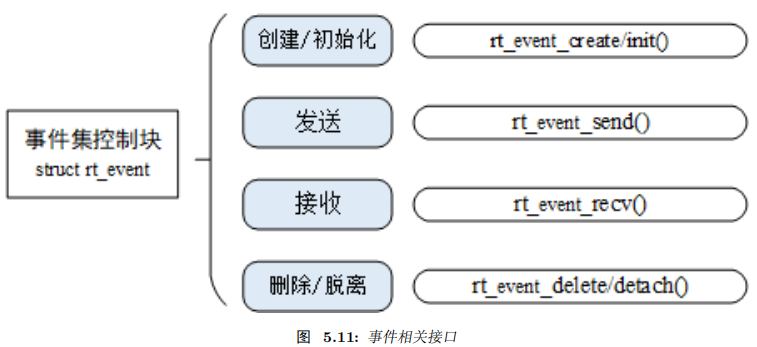 事件集控制块
struct rt_event
创建/初始化
rt_event_create/init()
发送
rt_event_send()
接收
rt_event_recv()
删除/脱离
rt_event_delete/detach()
图 5.11: 事件相关接口